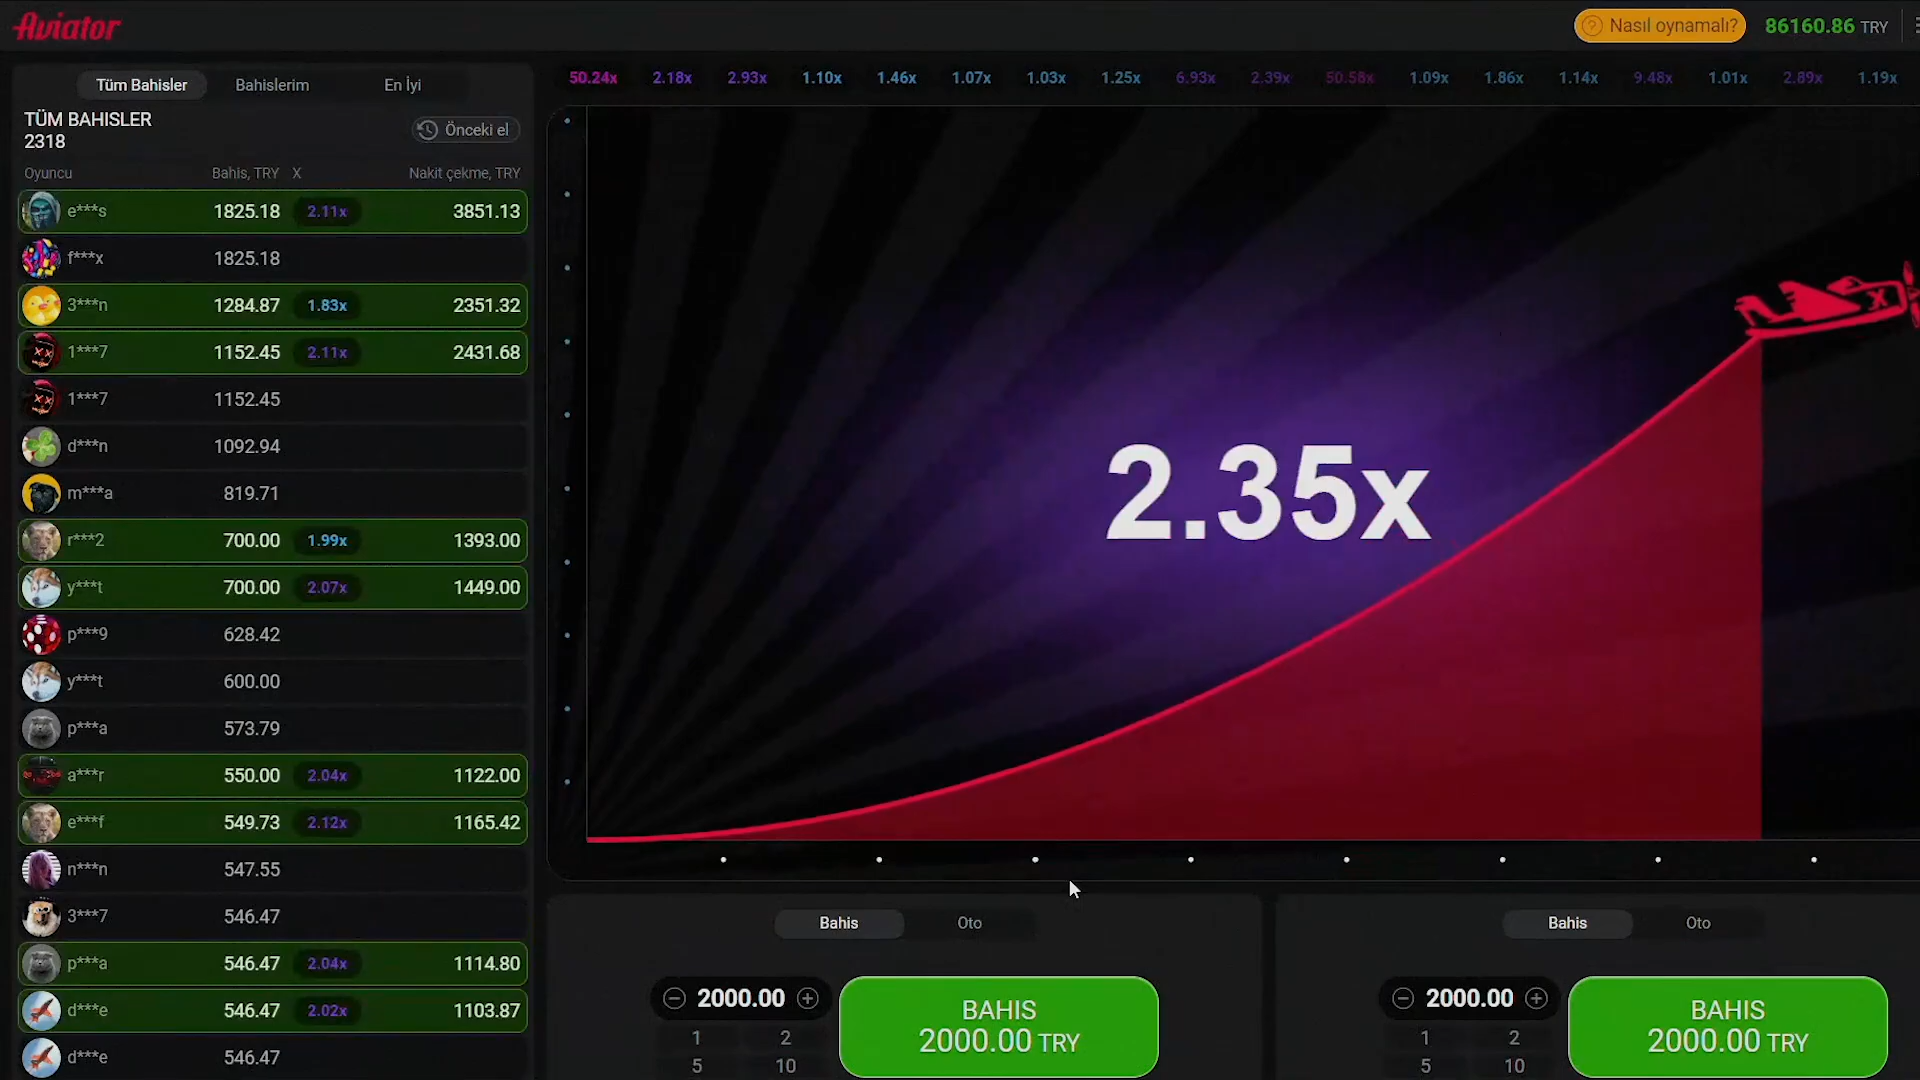 Aviator
Nasıl oynamalı?
86160.86 TRY
Tüm Bahisler
Bahislerim
En İyi
50.24x 2.18x 2.93x 1.10x 1.46x 1.07x 1.03x 1.25x 6.93x 2.39x 50.58x 1.09x 1.86x 1.14x 9.48x 1.01x 2.89x 1.19x
TÜM BAHISLER
2318
Önceki el
Oyuncu Bahis, TRY X Nakit çekme, TRY
e***s 1825.18 2.11x 3851.13
f***x 1825.18
3***n 1284.87 1.83x 2351.32
1***7 1152.45 2.11x 2431.68
1***7 1152.45
d***n 1092.94
m***a 819.71
r***2 700.00 1.99x 1393.00
y***t 700.00 2.07x 1449.00
p***9 628.42
y***t 600.00
p***a 573.79
a***r 550.00 2.04x 1122.00
e***f 549.73 2.12x 1165.42
n***n 547.55
3***7 546.47
p***a 546.47 2.04x 1114.80
d***e 546.47 2.02x 1103.87
d***e 546.47
2.35x
X
Bahis Oto
2000.00
1 2
5 10
BAHIS
2000.00 TRY
Bahis Oto
2000.00
1 2
5 10
BAHIS
2000.00 TRY